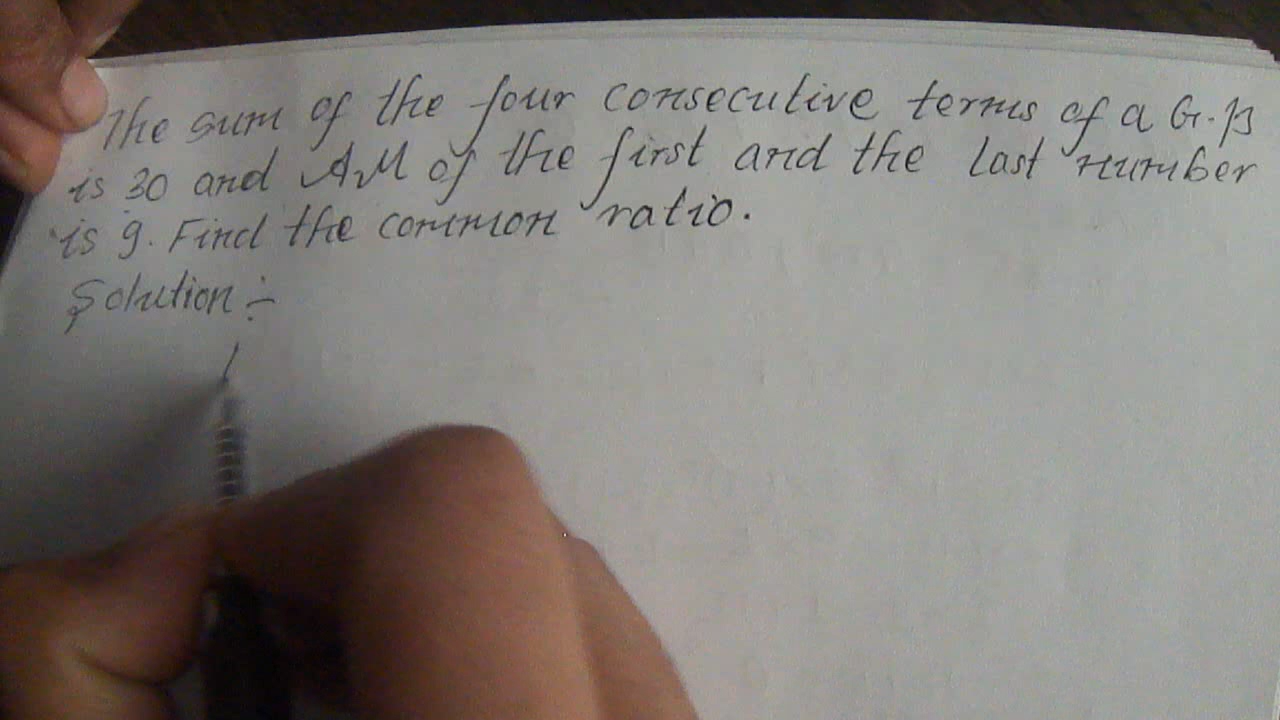 The sum of the four consecutive terms of a G.P
is 30 and AM of the first and the last number
is 9. Find the common ratio.
Solution :-